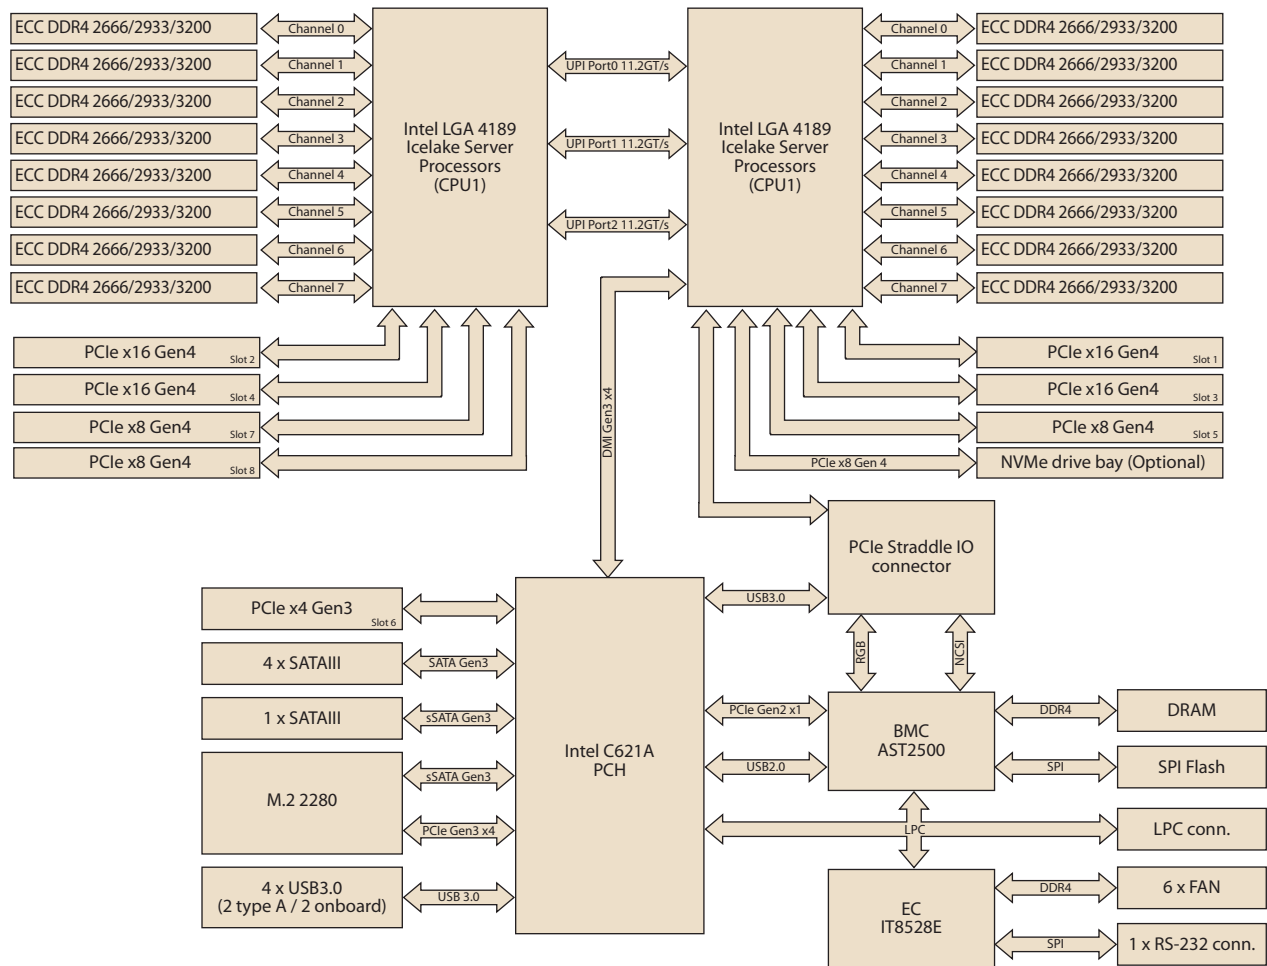 ECC DDR4 2666/2933/3200
Channel 0
Channel 0
ECC DDR4 2666/2933/3200
ECC DDR4 2666/2933/3200
Channel 1
UPI Port0 11.2GT/s
Channel 1
ECC DDR4 2666/2933/3200
ECC DDR4 2666/2933/3200
Channel 2
Channel 2
ECC DDR4 2666/2933/3200
ECC DDR4 2666/2933/3200
Channel 3
Intel LGA 4189
Icelake Server
Processors
(CPU1)
UPI Port1 11.2GT/s
Intel LGA 4189
Icelake Server
Processors
(CPU1)
Channel 3
ECC DDR4 2666/2933/3200
ECC DDR4 2666/2933/3200
Channel 4
Channel 4
ECC DDR4 2666/2933/3200
ECC DDR4 2666/2933/3200
Channel 5
UPI Port2 11.2GT/s
Channel 5
ECC DDR4 2666/2933/3200
ECC DDR4 2666/2933/3200
Channel 6
Channel 6
ECC DDR4 2666/2933/3200
ECC DDR4 2666/2933/3200
Channel 7
Channel 7
ECC DDR4 2666/2933/3200
PCIe x16 Gen4
Slot 2
PCIe x16 Gen4
Slot 1
PCIe x16 Gen4
Slot 4
PCIe x16 Gen4
Slot 3
PCIe x8 Gen4
Slot 7
DMI Gen3 x4
PCIe x8 Gen4
Slot 5
PCIe x8 Gen4
Slot 8
PCIe x8 Gen 4
NVMe drive bay (Optional)
PCIe Straddle IO
connector
PCIe x4 Gen3
Slot 6
USB3.0
4 x SATAIII
SATA Gen3
RGB
NCSI
1 x SATAIII
sSATA Gen3
PCIe Gen2 x1
BMC
AST2500
DDR4
DRAM
Intel C621A
PCH
M.2 2280
sSATA Gen3
USB2.0
SPI
SPI Flash
PCIe Gen3 x4
LPC
LPC conn.
4 x USB3.0
(2 type A / 2 onboard)
USB 3.0
EC
IT8528E
DDR4
6 x FAN
SPI
1 x RS-232 conn.